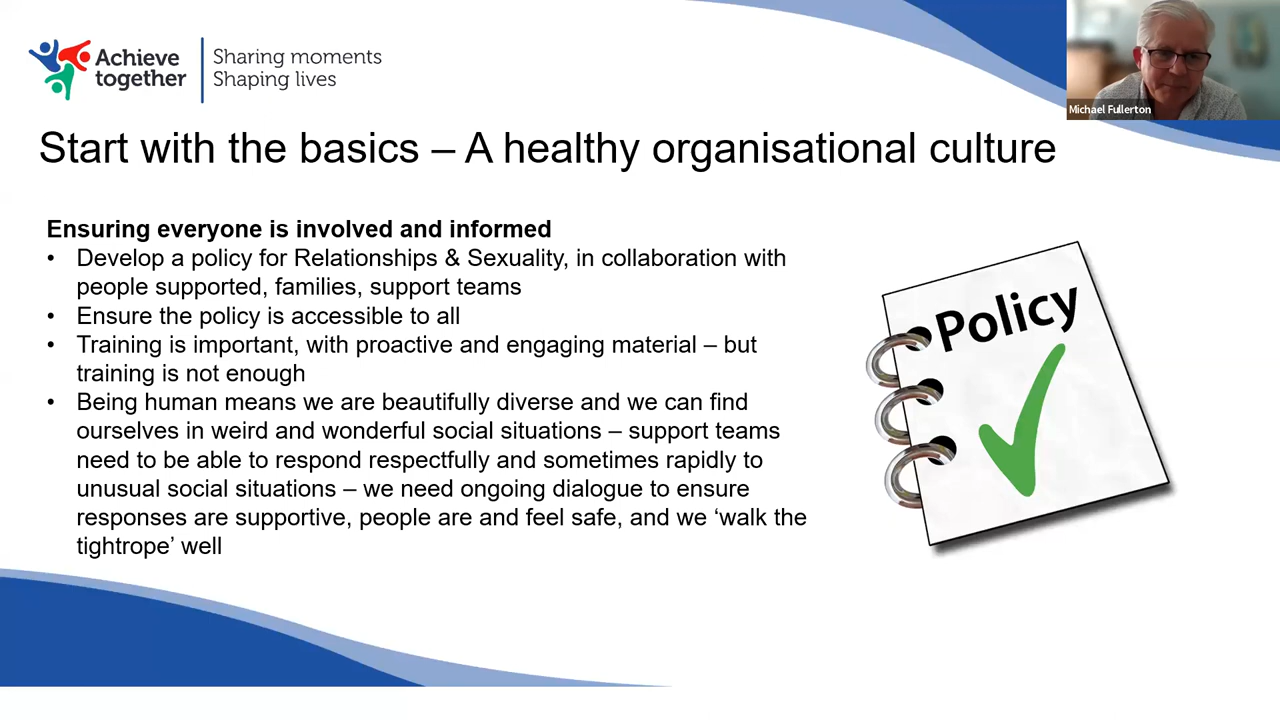 Achieve
together
Sharing moments
Shaping lives
Michael Fullerton
Start with the basics – A healthy organisational culture
Ensuring everyone is involved and informed
• Develop a policy for Relationships & Sexuality, in collaboration with
people supported, families, support teams
• Ensure the policy is accessible to all
• Training is important, with proactive and engaging material – but
training is not enough
• Being human means we are beautifully diverse and we can find
ourselves in weird and wonderful social situations – support teams
need to be able to respond respectfully and sometimes rapidly to
unusual social situations – we need ongoing dialogue to ensure
responses are supportive, people are and feel safe, and we ‘walk the
tightrope’ well
Policy